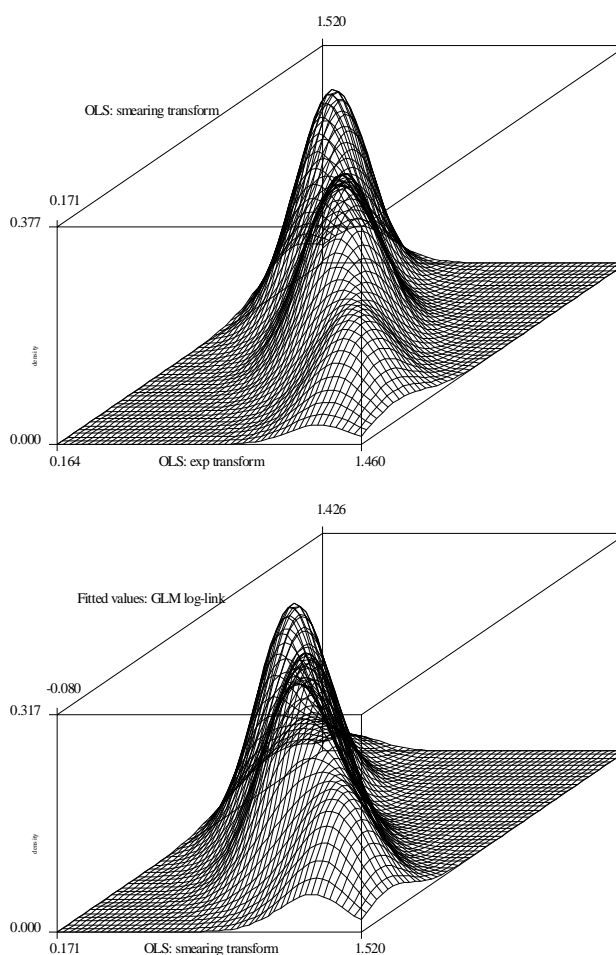 1.520
OLS: smearing transform
0.171
0.377
density
0.000
0.164
OLS: exp transform
1.460
1.426
Fitted values: GLM log-link
-0.080
0.317
density
0.000
0.171
OLS: smearing transform
1.520